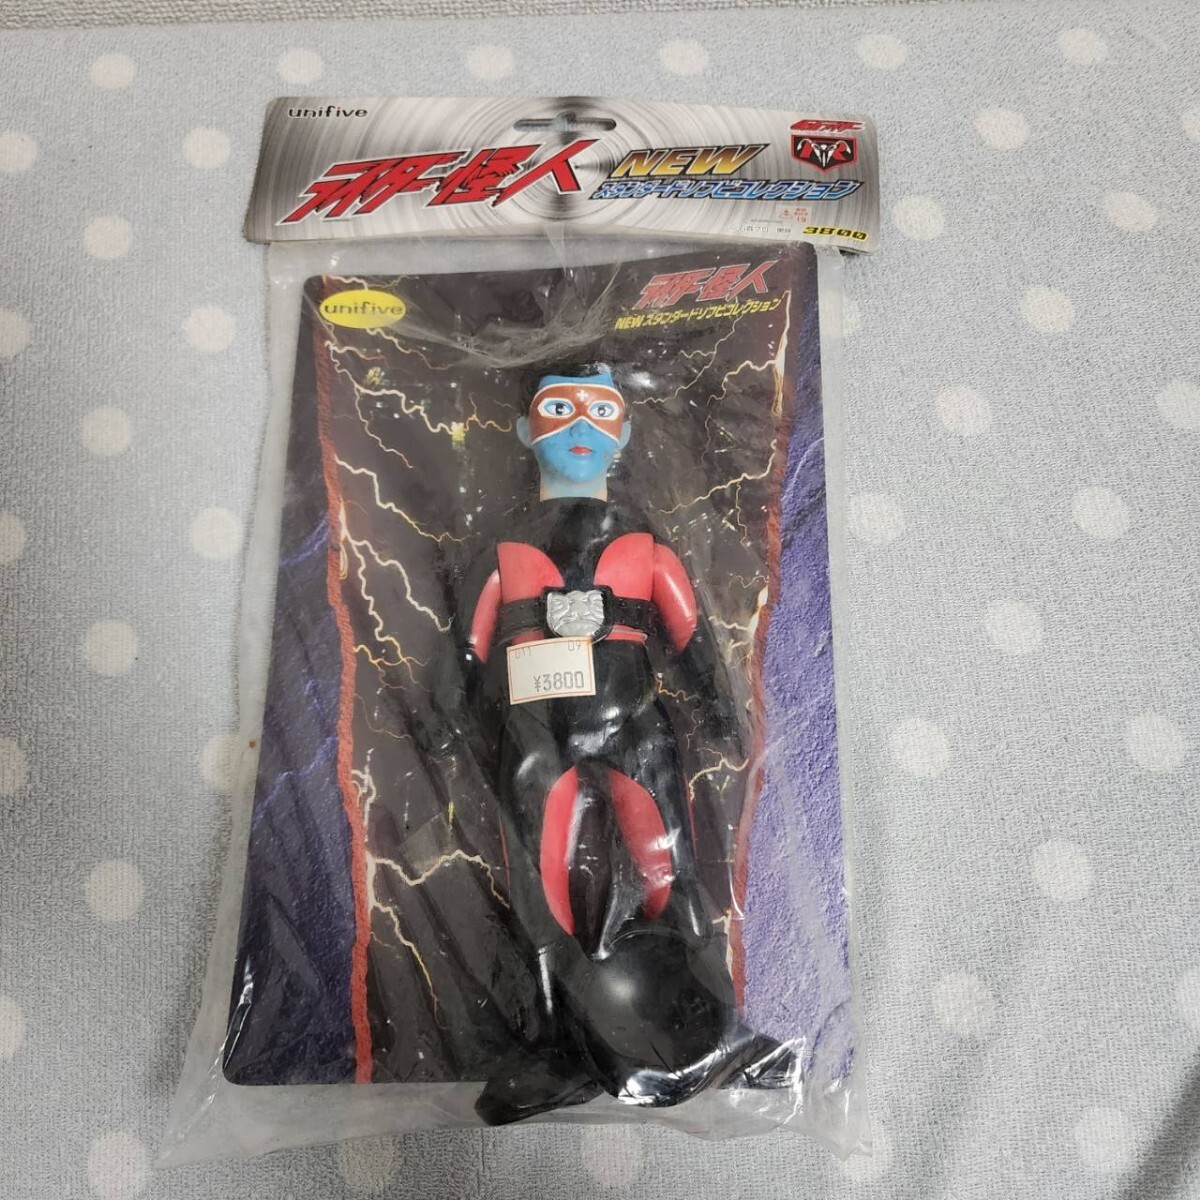 unifive
ライダー怪人
NEW
スタンダードソフビコレクション
3800
unifive
ライダー怪人
NEWスタンダードソフビコレクション
011 09
¥3800